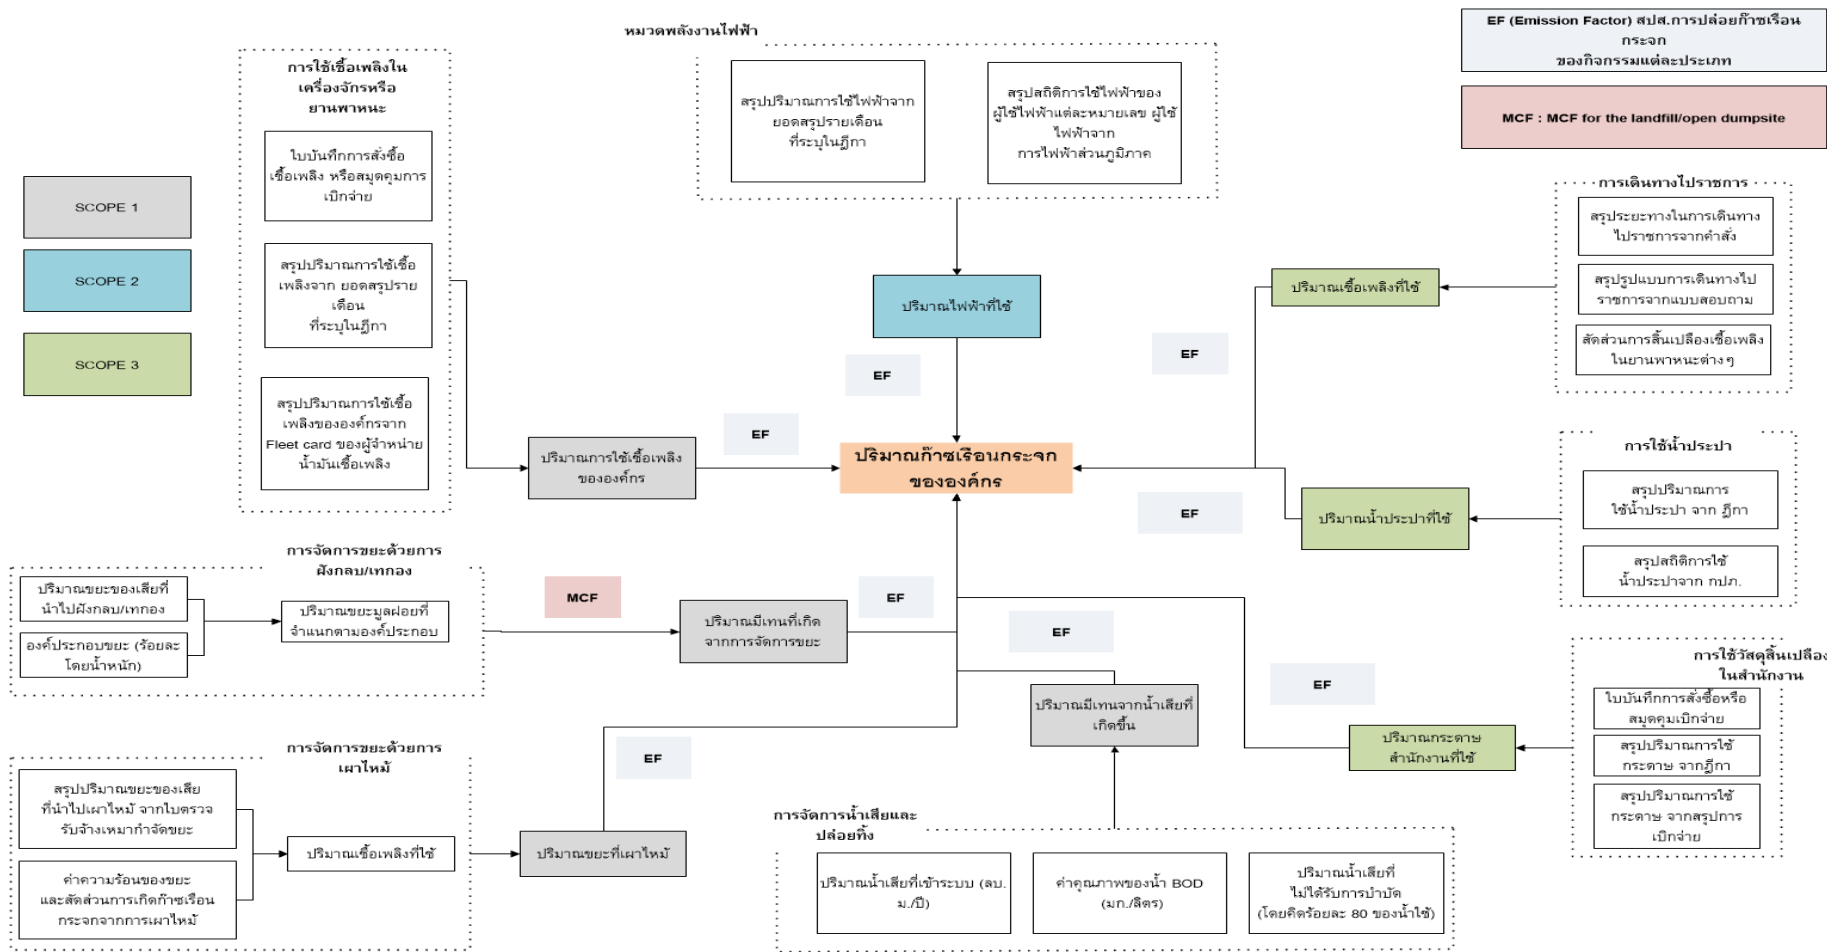 หมวดพลังงานไฟฟ้า
สรุปปริมาณการใช้ไฟฟ้าจาก
ยอดสรุปรายเดือน
ที่ระบุในฎีกา
สรุปสถิติการใช้ไฟฟ้าของ
ผู้ใช้ไฟฟ้าแต่ละหมายเลข ผู้ใช้
ไฟฟ้าจาก
การไฟฟ้าส่วนภูมิภาค
EF (Emission Factor) สปส.การปล่อยก๊าซเรือน
กระจก
ของกิจกรรมแต่ละประเภท
MCF : MCF for the landfill/open dumpsite
SCOPE 1
SCOPE 2
SCOPE 3
การใช้เชื้อเพลิงใน
เครื่องจักรหรือ
ยานพาหนะ
ใบบันทึกการสั่งซื้อ
เชื้อเพลิง หรือสมุดคุมการ
เบิกจ่าย
สรุปปริมาณการใช้เชื้อ
เพลิงจาก ยอดสรุปราย
เดือน
ที่ระบุในฎีกา
สรุปปริมาณการใช้เชื้อ
เพลิงขององค์กรจาก
Fleet card ของผู้จำหน่าย
น้ำมันเชื้อเพลิง
ปริมาณการใช้เชื้อเพลิง
ขององค์กร
EF
ปริมาณไฟฟ้าที่ใช้
EF
ปริมาณก๊าซเรือนกระจก
ขององค์กร
การเดินทางไปราชการ
สรุประยะทางในการเดินทาง
ไปราชการจากคำสั่ง
สรุปรูปแบบการเดินทางไป
ราชการจากแบบสอบถาม
สัดส่วนการสิ้นเปลืองเชื้อเพลิง
ในยานพาหนะต่างๆ
ปริมาณเชื้อเพลิงที่ใช้
EF
การใช้น้ำประปา
สรุปปริมาณการ
ใช้น้ำประปา จาก ฎีกา
สรุปสถิติการใช้
น้ำประปาจาก กปภ.
ปริมาณน้ำประปาที่ใช้
EF
การจัดการขยะด้วยการ
ฝังกลบ/เทกอง
ปริมาณขยะของเสียที่
นำไปฝังกลบ/เทกอง
องค์ประกอบขยะ (ร้อยละ
โดยน้ำหนัก)
ปริมาณขยะมูลฝอยที่
จำแนกตามองค์ประกอบ
MCF
ปริมาณมีเทนที่เกิด
จากการจัดการขยะ
EF
EF
ปริมาณมีเทนจากน้ำเสียที่
เกิดขึ้น
EF
การใช้วัสดุสิ้นเปลือง
ในสำนักงาน
ใบบันทึกการสั่งซื้อหรือ
สมุดคุมเบิกจ่าย
สรุปปริมาณการใช้
กระดาษ จากฎีกา
สรุปปริมาณการใช้
กระดาษ จากสรุปการ
เบิกจ่าย
ปริมาณกระดาษ
สำนักงานที่ใช้
การจัดการขยะด้วยการ
เผาไหม้
สรุปปริมาณขยะของเสีย
ที่นำไปเผาไหม้ จากใบตรวจ
รับจ้างเหมากำจัดขยะ
ค่าความร้อนของขยะ
และสัดส่วนการเกิดก๊าซเรือน
กระจกจากการเผาไหม้
ปริมาณเชื้อเพลิงที่ใช้
ปริมาณขยะที่เผาไหม้
EF
การจัดการน้ำเสียและ
ปล่อยทิ้ง
ปริมาณน้ำเสียที่เข้าระบบ (ลบ.
ม./ปี)
ค่าคุณภาพของน้ำ BOD
(มก./ลิตร)
ปริมาณน้ำเสียที่
ไม่ได้รับการบำบัด
(โดยคิดร้อยละ 80 ของน้ำใช้)